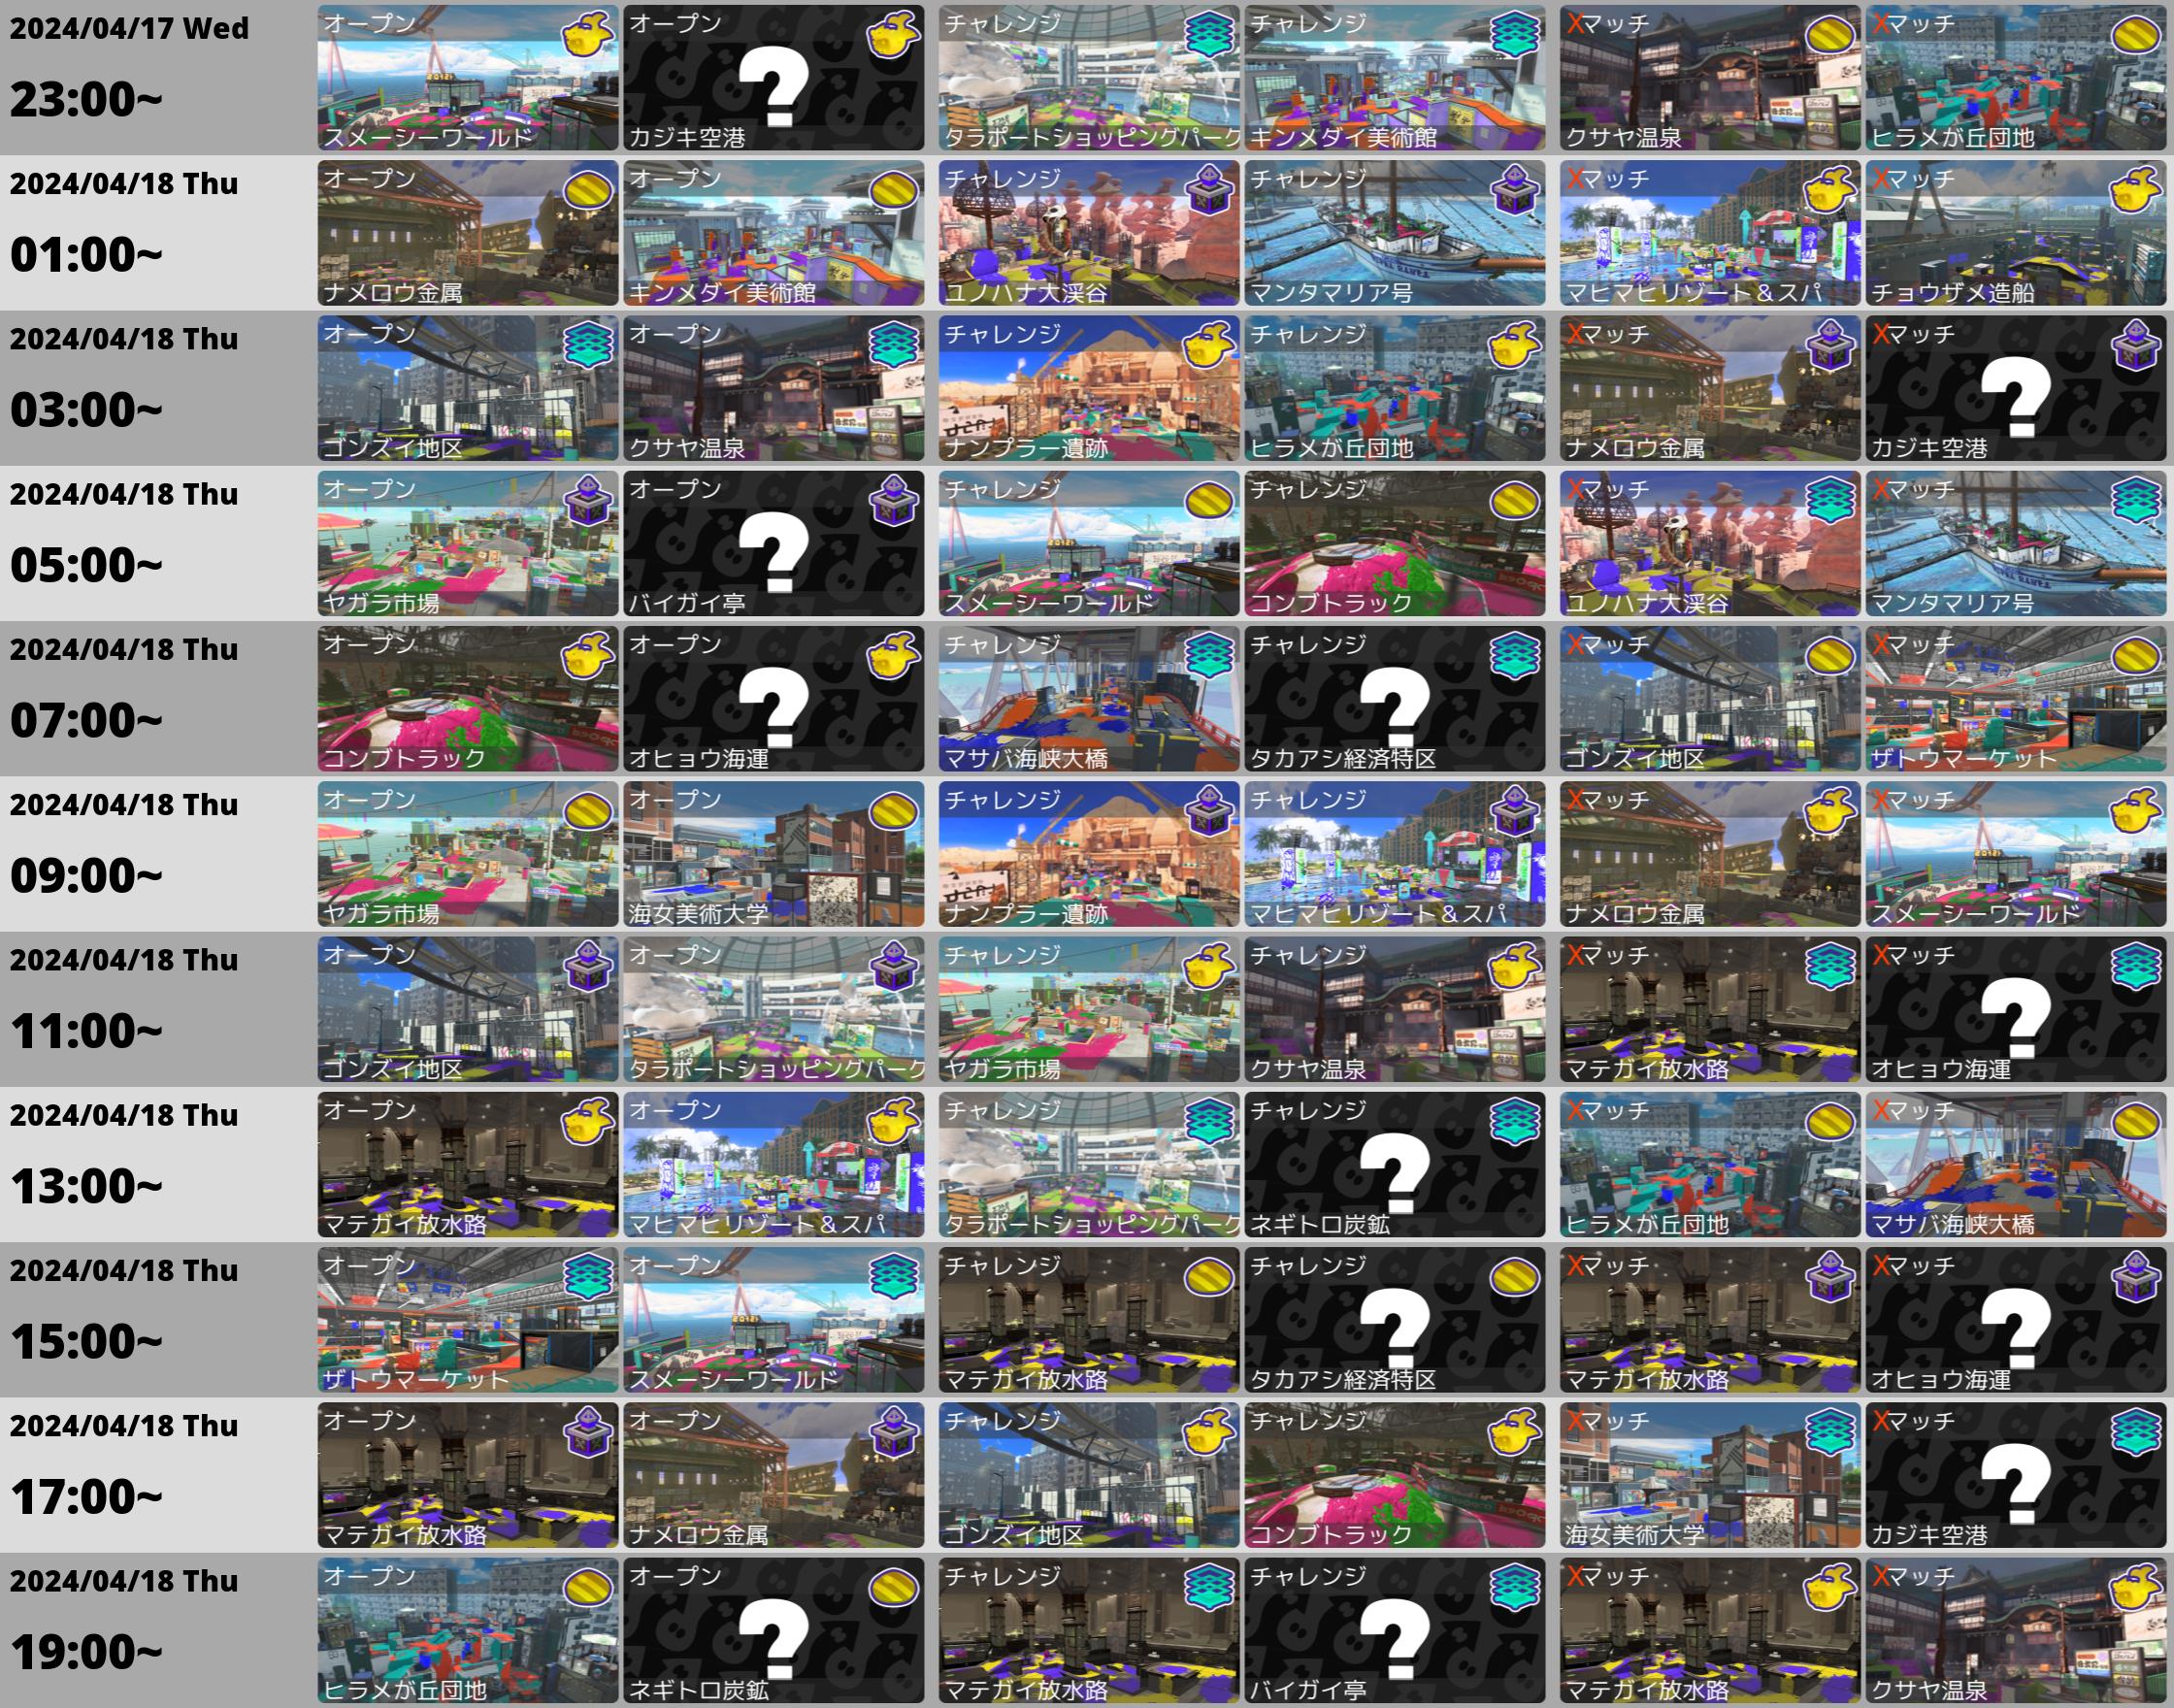 2024/04/17 Wed
23:00~
オープン
スメーシーワールド
オープン
カジキ空港
チャレンジ
タラポートショッピングパーク
チャレンジ
キンメダイ美術館
Xマッチ
クサヤ温泉
Xマッチ
ヒラメが丘団地
2024/04/18 Thu
01:00~
オープン
ナメロウ金属
オープン
キンメダイ美術館
チャレンジ
ユノハナ大渓谷
チャレンジ
マンタマリア号
Xマッチ
マヒマヒリゾート＆スパ
Xマッチ
チョウザメ造船
2024/04/18 Thu
03:00~
オープン
ゴンズイ地区
オープン
クサヤ温泉
チャレンジ
ナンプラー遺跡
チャレンジ
ヒラメが丘団地
Xマッチ
ナメロウ金属
Xマッチ
カジキ空港
2024/04/18 Thu
05:00~
オープン
ヤガラ市場
オープン
バイガイ亭
チャレンジ
スメーシーワールド
チャレンジ
コンブトラック
Xマッチ
ユノハナ大渓谷
Xマッチ
マンタマリア号
2024/04/18 Thu
07:00~
オープン
コンブトラック
オープン
オヒョウ海運
チャレンジ
マサバ海峡大橋
チャレンジ
タカアシ経済特区
Xマッチ
ゴンズイ地区
Xマッチ
ザトウマーケット
2024/04/18 Thu
09:00~
オープン
ヤガラ市場
オープン
海女美術大学
チャレンジ
ナンプラー遺跡
チャレンジ
マヒマヒリゾート＆スパ
Xマッチ
ナメロウ金属
Xマッチ
スメーシーワールド
2024/04/18 Thu
11:00~
オープン
ゴンズイ地区
オープン
タラポートショッピングパーク
チャレンジ
ヤガラ市場
チャレンジ
クサヤ温泉
Xマッチ
マテガイ放水路
Xマッチ
オヒョウ海運
2024/04/18 Thu
13:00~
オープン
マテガイ放水路
オープン
マヒマヒリゾート＆スパ
チャレンジ
タラポートショッピングパーク
チャレンジ
ネギトロ炭鉱
Xマッチ
ヒラメが丘団地
Xマッチ
マサバ海峡大橋
2024/04/18 Thu
15:00~
オープン
ザトウマーケット
オープン
スメーシーワールド
チャレンジ
マテガイ放水路
チャレンジ
タカアシ経済特区
Xマッチ
マテガイ放水路
Xマッチ
オヒョウ海運
2024/04/18 Thu
17:00~
オープン
マテガイ放水路
オープン
ナメロウ金属
チャレンジ
ゴンズイ地区
チャレンジ
コンブトラック
Xマッチ
海女美術大学
Xマッチ
カジキ空港
2024/04/18 Thu
19:00~
オープン
ヒラメが丘団地
オープン
ネギトロ炭鉱
チャレンジ
マテガイ放水路
チャレンジ
バイガイ亭
Xマッチ
マテガイ放水路
Xマッチ
クサヤ温泉